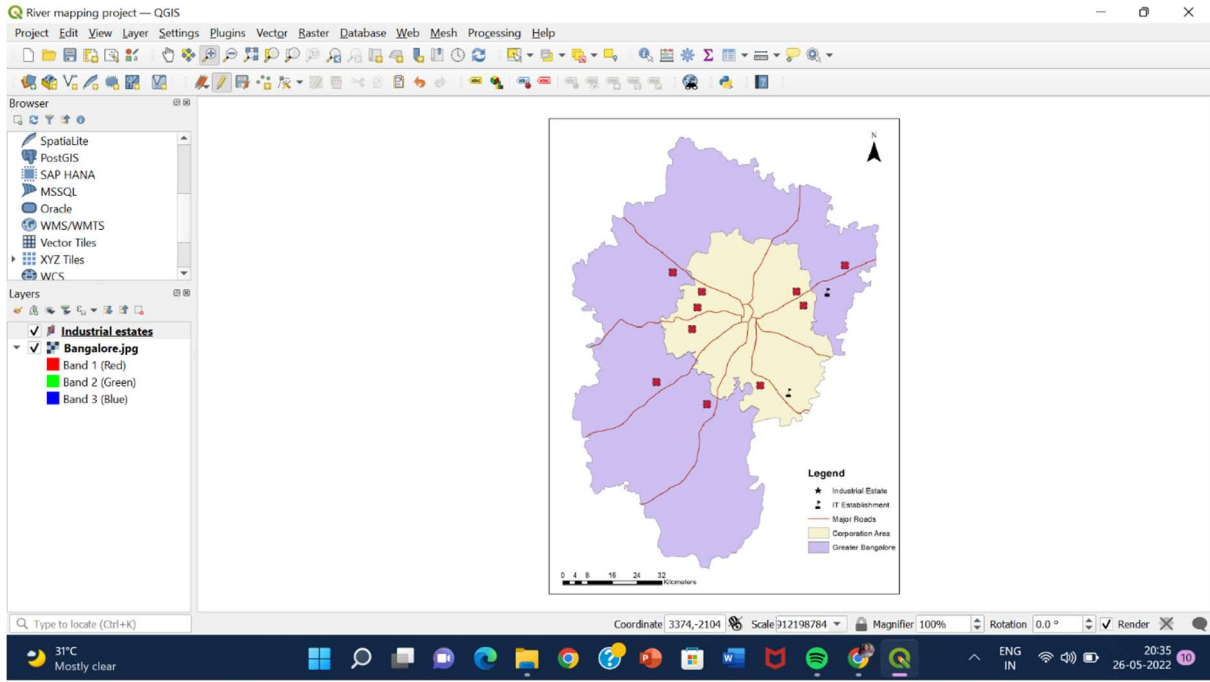 River mapping project — QGIS
Project Edit View Layer Settings Plugins Vector Raster Database Web Mesh Processing Help
abc abc abc
Browser
SpatiaLite
PostGIS
SAP HANA
MSSQL
Oracle
WMS/WMTS
Vector Tiles
XYZ Tiles
WCS
Layers
Industrial estates
Bangalore.jpg
Band 1 (Red)
Band 2 (Green)
Band 3 (Blue)
N
Legend
Industrial Estate
IT Establishment
Major Roads
Corporation Area
Greater Bangalore
0 4 8 16 24 32
Kilometers
Type to locate (Ctrl+K)
Coordinate 3374,-2104 Scale 912198784 Magnifier 100% Rotation 0.0 ° Render
31°C
Mostly clear
ENG
IN
20:35
26-05-2022
10